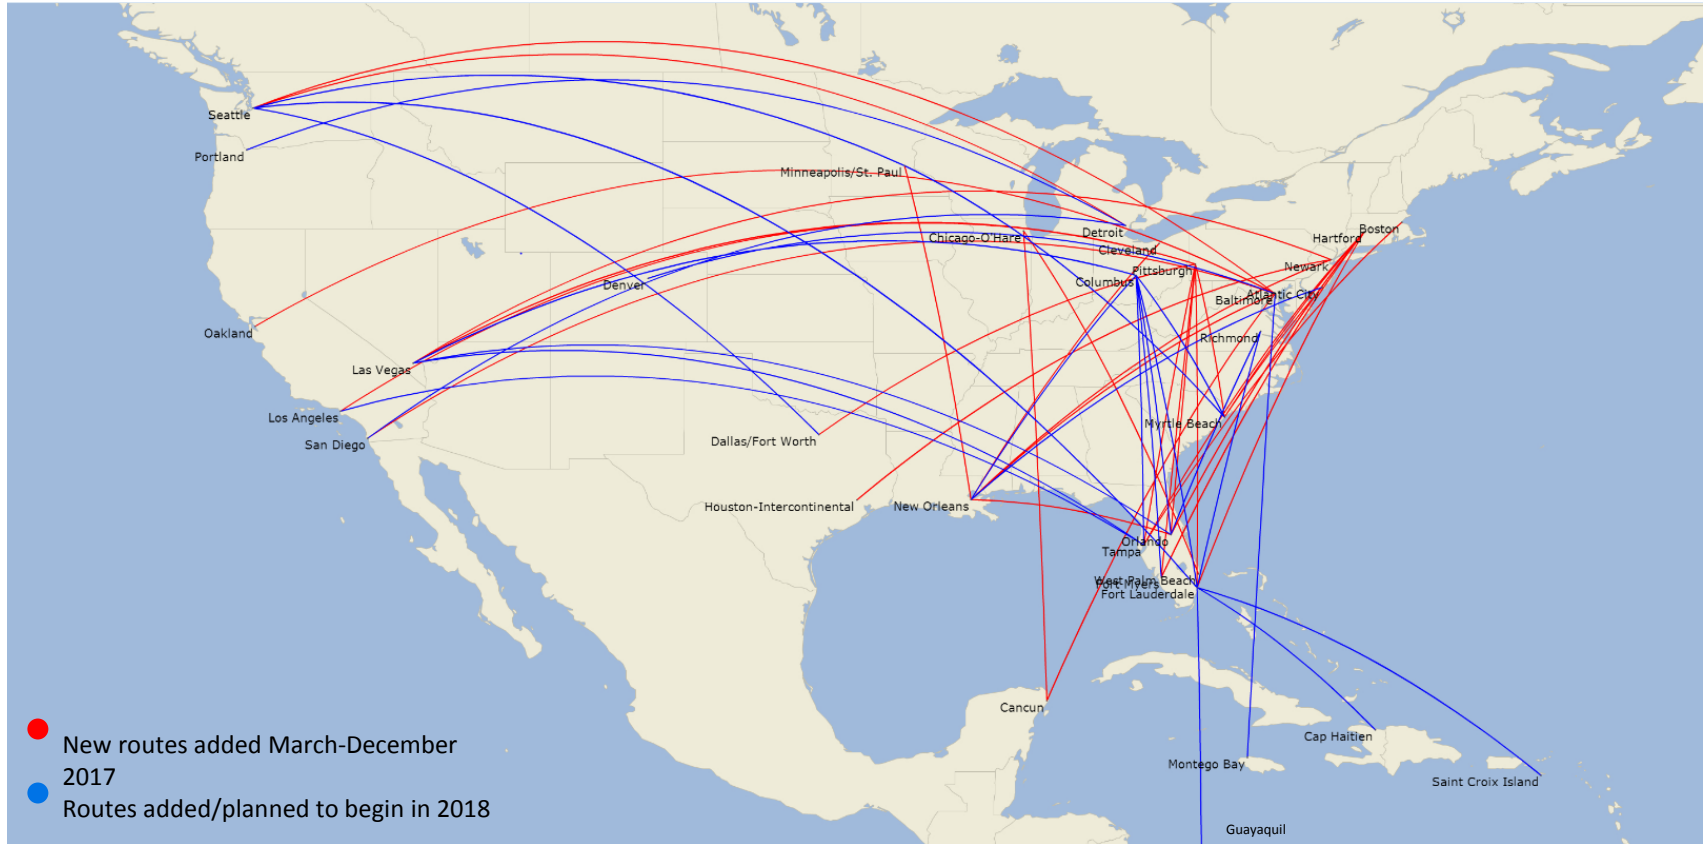 Seattle
Portland
Minneapolis/St. Paul
Boston
Hartford
Detroit
Chicago-O'Hare
Cleveland
Newark
Pittsburgh
Columbus
Denver
Atlantic City
Baltimore
Oakland
Richmond
Las Vegas
Los Angeles
Myrtle Beach
San Diego
Dallas/Fort Worth
Houston-Intercontinental
New Orleans
Orlando
Tampa
West Palm Beach
Fort Myers
Fort Lauderdale
Cancun
Cap Haitien
Montego Bay
Saint Croix Island
Guayaquil
New routes added March-December
2017
Routes added/planned to begin in 2018